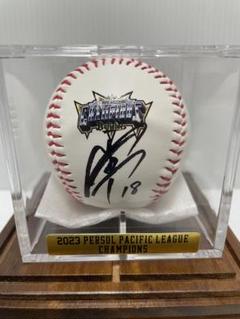 CHAMPIONS
18
2023 PERSOL PACIFIC LEAGUE
CHAMPIONS